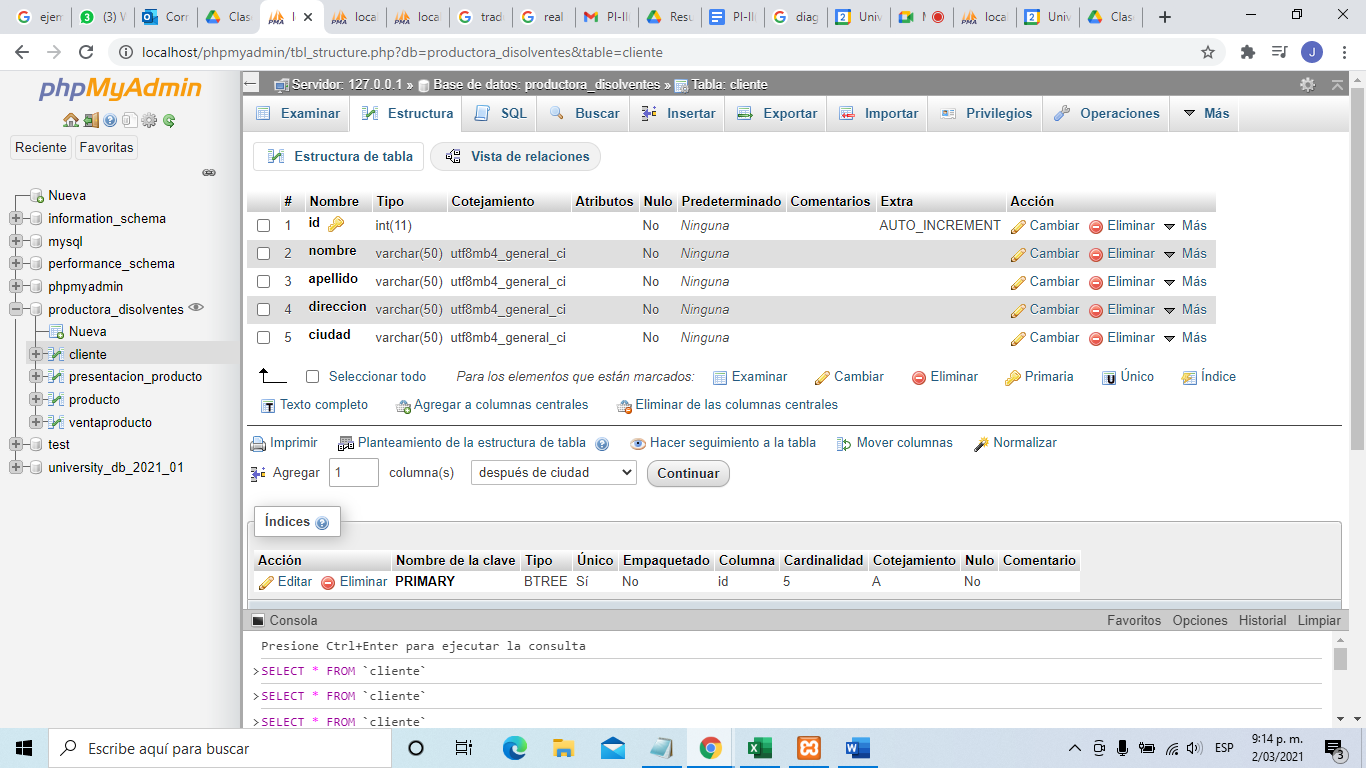 ejem
(3) W
Corr
Clas
l
local
local
trad
real
PI-II
Resu
PI-II
diag
Univ
M
local
Univ
Clas
localhost/phpmyadmin/tbl_structure.php?db=productora_disolventes&table=cliente
J
phpMyAdmin
Reciente Favoritas
Nueva
information_schema
mysql
performance_schema
phpmyadmin
productora_disolventes
Nueva
cliente
presentacion_producto
producto
ventaproducto
test
university_db_2021_01
Servidor: 127.0.0.1 » Base de datos: productora_disolventes » Tabla: cliente
Examinar Estructura SQL Buscar Insertar Exportar Importar Privilegios Operaciones Más
Estructura de tabla Vista de relaciones
# Nombre Tipo Cotejamiento Atributos Nulo Predeterminado Comentarios Extra Acción
1 id int(11) No Ninguna AUTO_INCREMENT Cambiar Eliminar Más
2 nombre varchar(50) utf8mb4_general_ci No Ninguna Cambiar Eliminar Más
3 apellido varchar(50) utf8mb4_general_ci No Ninguna Cambiar Eliminar Más
4 direccion varchar(50) utf8mb4_general_ci No Ninguna Cambiar Eliminar Más
5 ciudad varchar(50) utf8mb4_general_ci No Ninguna Cambiar Eliminar Más
Seleccionar todo Para los elementos que están marcados: Examinar Cambiar Eliminar Primaria Único Índice
Texto completo Agregar a columnas centrales Eliminar de las columnas centrales
Imprimir Planteamiento de la estructura de tabla Hacer seguimiento a la tabla Mover columnas Normalizar
Agregar 1 columna(s) después de ciudad Continuar
Índices
Acción Nombre de la clave Tipo Único Empaquetado Columna Cardinalidad Cotejamiento Nulo Comentario
Editar Eliminar PRIMARY BTREE Sí No id 5 A No
Consola Favoritos Opciones Historial Limpiar
Presione Ctrl+Enter para ejecutar la consulta
>SELECT * FROM `cliente`
>SELECT * FROM `cliente`
>SELECT * FROM `cliente`
Escribe aquí para buscar
ESP
9:14 p. m.
2/03/2021
3